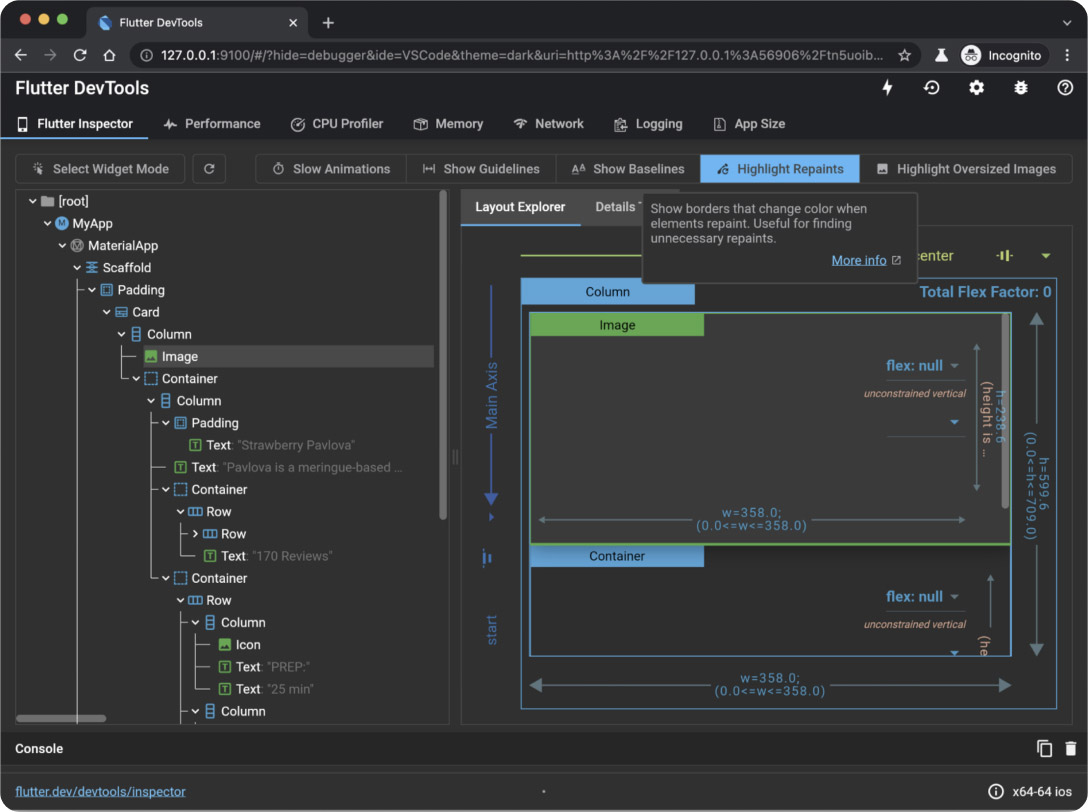 Flutter DevTools
127.0.0.1:9100/#/?hide=debugger&ide=VSCode&theme=dark&uri=http%3A%2F%2F127.0.0.1%3A56906%2Ftn5uoib...
Incognito
Flutter DevTools
Flutter Inspector
Performance
CPU Profiler
Memory
Network
Logging
App Size
Select Widget Mode
Slow Animations
Show Guidelines
Show Baselines
Highlight Repaints
Highlight Oversized Images
[root]
MyApp
MaterialApp
Scaffold
Padding
Card
Column
Image
Container
Column
Padding
Text: "Strawberry Pavlova"
Text: "Pavlova is a meringue-based ...
Container
Row
Row
Text: "170 Reviews"
Container
Row
Column
Icon
Text: "PREP:"
Text: "25 min"
Column
Layout Explorer
Details
Show borders that change color when
elements repaint. Useful for finding
unnecessary repaints.
More info
center
Total Flex Factor: 0
Main Axis
start
Column
Image
flex: null
unconstrained vertical
h=238.6
(height is ...
w=358.0;
(0.0<=w<=358.0)
Container
flex: null
unconstrained vertical
(he
h=599.6
(0.0<=h<=709.0)
w=358.0;
(0.0<=w<=358.0)
Console
flutter.dev/devtools/inspector
x64-64 ios